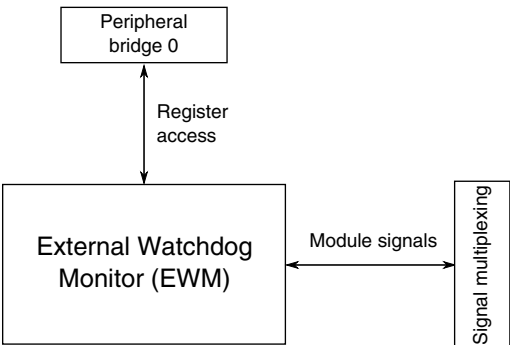 Peripheral
bridge 0
Register
access
External Watchdog
Monitor (EWM)
Module signals
Signal multiplexing